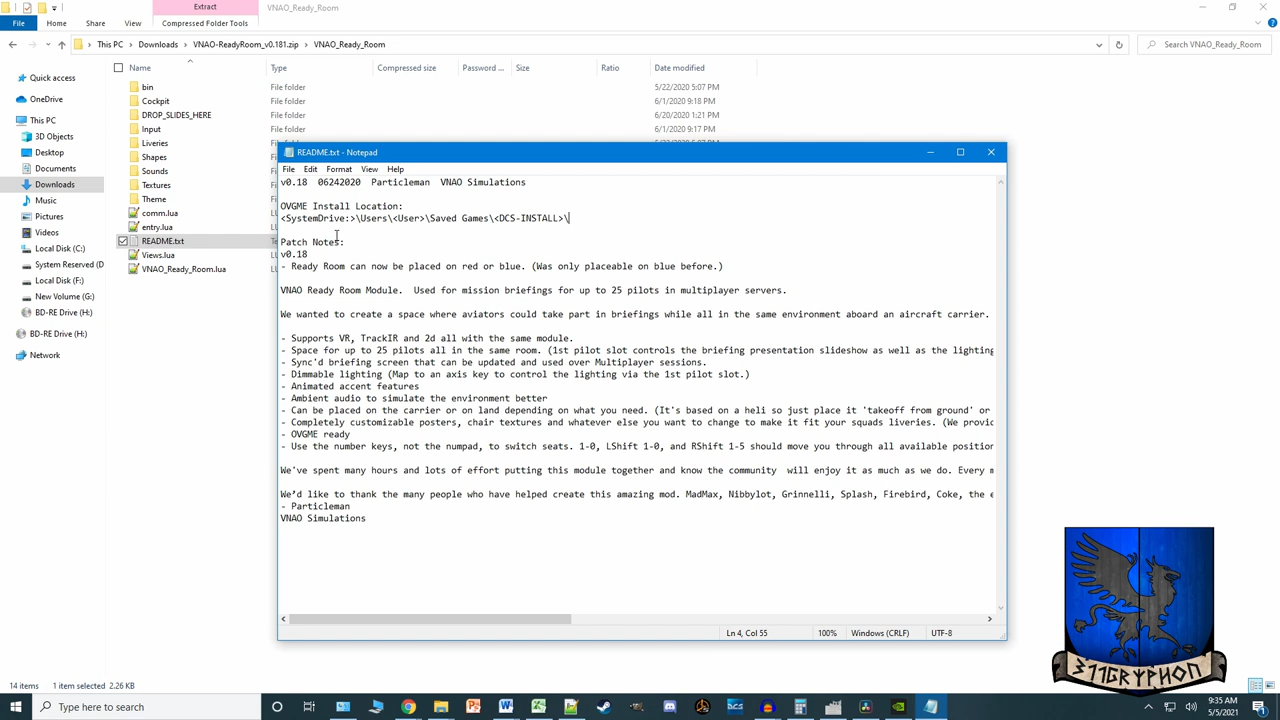 Extract
VNAO_Ready_Room
File
Home
Share
View
Compressed Folder Tools
This PC
Downloads
VNAO-ReadyRoom_v0.181.zip
VNAO_Ready_Room
Search VNAO_Ready_Room
Name
Type
Compressed size
Password ...
Size
Ratio
Date modified
Quick access
OneDrive
This PC
3D Objects
Desktop
Documents
Downloads
Music
Pictures
Videos
Local Disk (C:)
System Reserved (D
Local Disk (F:)
New Volume (G:)
BD-RE Drive (H:)
BD-RE Drive (H:)
Network
bin File folder 5/22/2020 5:07 PM
Cockpit File folder 6/1/2020 9:18 PM
DROP_SLIDES_HERE File folder 6/20/2020 1:21 PM
Input File folder 6/1/2020 9:17 PM
Liveries File folder
Shapes
Sounds
Textures
Theme
comm.lua
entry.lua
README.txt
Views.lua
VNAO_Ready_Room.lua
README.txt - Notepad
File Edit Format View Help
v0.18 06242020 Particleman VNAO Simulations
OVGME Install Location:
<SystemDrive:>\Users\<User>\Saved Games\<DCS-INSTALL>\
Patch Notes:
v0.18
- Ready Room can now be placed on red or blue. (Was only placeable on blue before.)
VNAO Ready Room Module. Used for mission briefings for up to 25 pilots in multiplayer servers.
We wanted to create a space where aviators could take part in briefings while all in the same environment aboard an aircraft carrier.
- Supports VR, TrackIR and 2d all with the same module.
- Space for up to 25 pilots all in the same room. (1st pilot slot controls the briefing presentation slideshow as well as the lighting
- Sync'd briefing screen that can be updated and used over Multiplayer sessions.
- Dimmable lighting (Map to an axis key to control the lighting via the 1st pilot slot.)
- Animated accent features
- Ambient audio to simulate the environment better
- Can be placed on the carrier or on land depending on what you need. (It's based on a heli so just place it 'takeoff from ground' or
- Completely customizable posters, chair textures and whatever else you want to change to make it fit your squads liveries. (We provid
- OVGME ready
- Use the number keys, not the numpad, to switch seats. 1-0, LShift 1-0, and RShift 1-5 should move you through all available position
We've spent many hours and lots of effort putting this module together and know the community will enjoy it as much as we do. Every m
We'd like to thank the many people who have helped create this amazing mod. MadMax, Nibbylot, Grinnelli, Splash, Firebird, Coke, the e
- Particleman
VNAO Simulations
Ln 4, Col 55
100%
Windows (CRLF)
UTF-8
14 items
1 item selected 2.26 KB
Type here to search
DCS
9:35 AM
5/5/2021
311GRYPHON